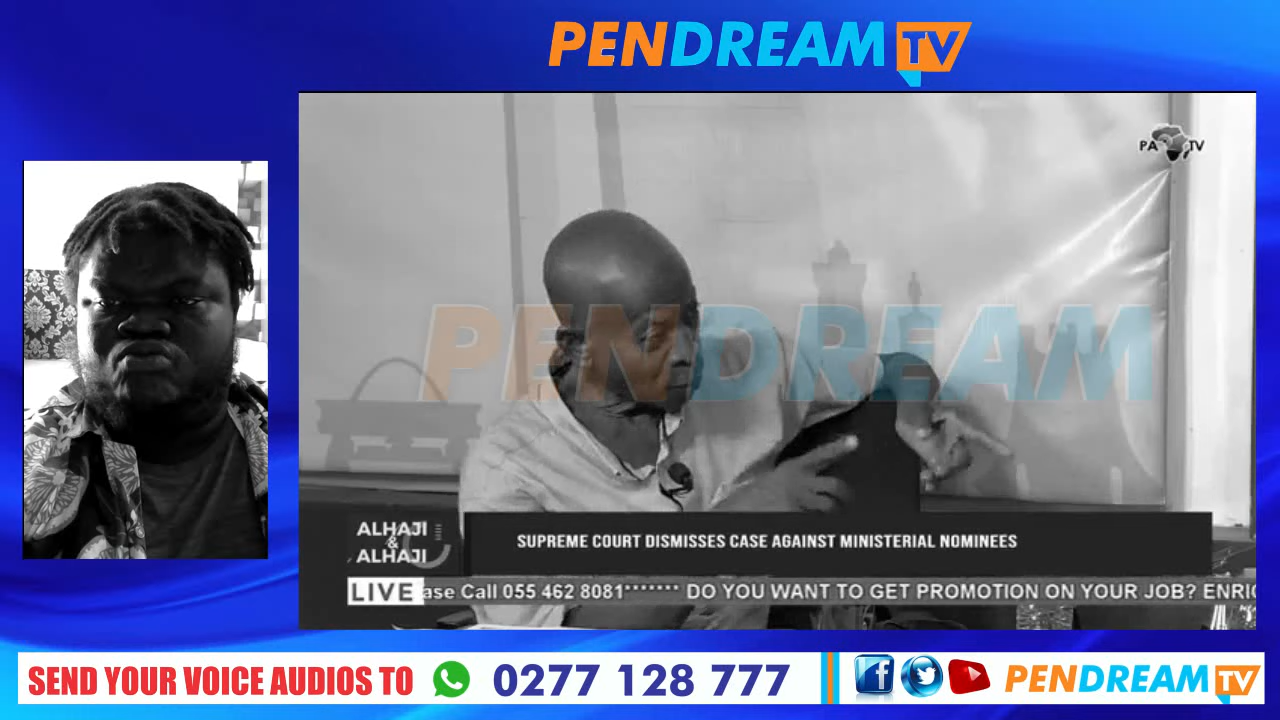 PENDREAM TV
PA TV
PENDREAM
ALHAJI
&
ALHAJI
SUPREME COURT DISMISSES CASE AGAINST MINISTERIAL NOMINEES
LIVE
ase Call 055 462 8081******* DO YOU WANT TO GET PROMOTION ON YOUR JOB? ENRIC
SEND YOUR VOICE AUDIOS TO 0277 128 777 PENDREAM TV